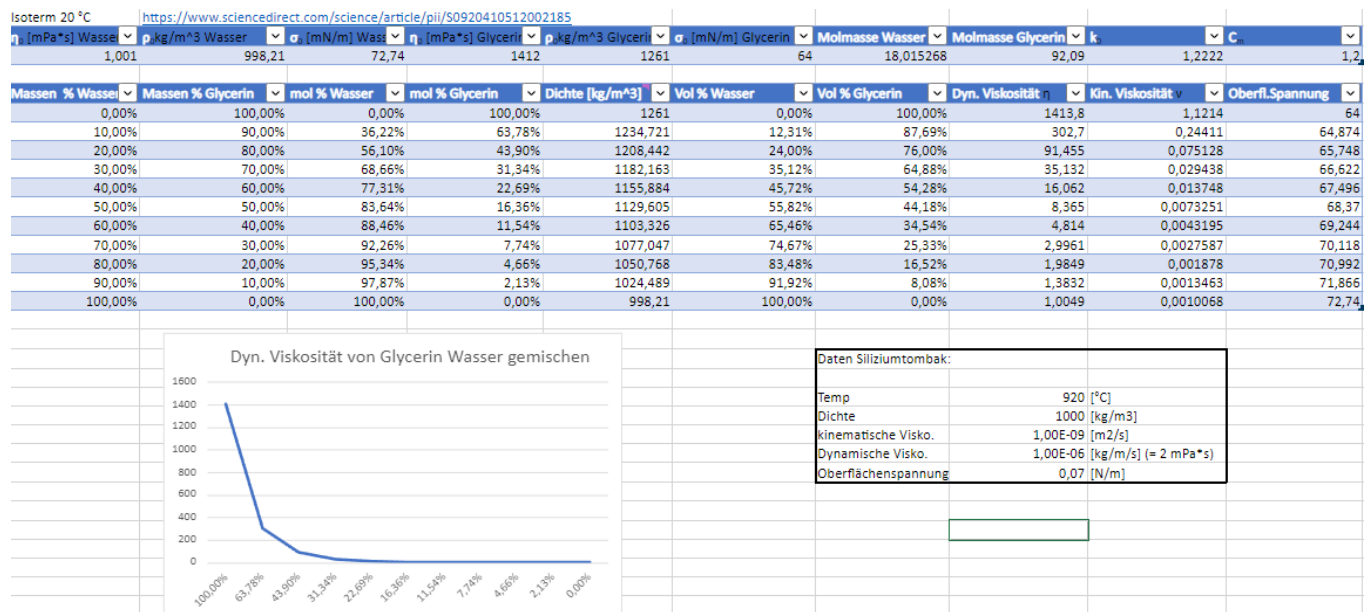 Isoterm 20 °C https://www.sciencedirect.com/science/article/pii/S0920410512002185
η₀ [mPa*s] Wasser ρ₀kg/m^3 Wasser σ₀ [mN/m] Wass η₀ [mPa*s] Glycerin ρ₀kg/m^3 Glycerin σ₀ [mN/m] Glycerin Molmasse Wasser Molmasse Glycerin k₀ Cₘ
1,001 998,21 72,74 1412 1261 64 18,015268 92,09 1,2222 1,2
Massen % Wasser Massen % Glycerin mol % Wasser mol % Glycerin Dichte [kg/m^3] Vol % Wasser Vol % Glycerin Dyn. Viskosität η Kin. Viskosität ν Oberfl.Spannung
0,00% 100,00% 0,00% 100,00% 1261 0,00% 100,00% 1413,8 1,1214 64
10,00% 90,00% 36,22% 63,78% 1234,721 12,31% 87,69% 302,7 0,24411 64,874
20,00% 80,00% 56,10% 43,90% 1208,442 24,00% 76,00% 91,455 0,075128 65,748
30,00% 70,00% 68,66% 31,34% 1182,163 35,12% 64,88% 35,132 0,029438 66,622
40,00% 60,00% 77,31% 22,69% 1155,884 45,72% 54,28% 16,062 0,013748 67,496
50,00% 50,00% 83,64% 16,36% 1129,605 55,82% 44,18% 8,365 0,0073251 68,37
60,00% 40,00% 88,46% 11,54% 1103,326 65,46% 34,54% 4,814 0,0043195 69,244
70,00% 30,00% 92,26% 7,74% 1077,047 74,67% 25,33% 2,9961 0,0027587 70,118
80,00% 20,00% 95,34% 4,66% 1050,768 83,48% 16,52% 1,9849 0,001878 70,992
90,00% 10,00% 97,87% 2,13% 1024,489 91,92% 8,08% 1,3832 0,0013463 71,866
100,00% 0,00% 100,00% 0,00% 998,21 100,00% 0,00% 1,0049 0,0010068 72,74
Dyn. Viskosität von Glycerin Wasser gemischen
1600
1400
1200
1000
800
600
400
200
0
100,00% 63,78% 43,90% 31,34% 22,69% 16,36% 11,54% 7,74% 4,66% 2,13% 0,00%
Daten Siliziumtombak:
Temp 920 [°C]
Dichte 1000 [kg/m3]
kinematische Visko. 1,00E-09 [m2/s]
Dynamische Visko. 1,00E-06 [kg/m/s] (= 2 mPa*s)
Oberflächenspannung 0,07 [N/m]